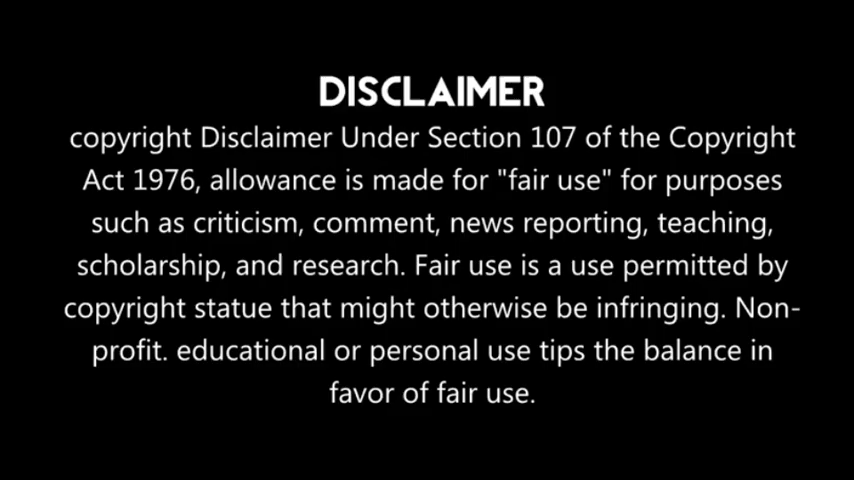 DISCLAIMER
copyright Disclaimer Under Section 107 of the Copyright
Act 1976, allowance is made for "fair use" for purposes
such as criticism, comment, news reporting, teaching,
scholarship, and research. Fair use is a use permitted by
copyright statue that might otherwise be infringing. Non-
profit. educational or personal use tips the balance in
favor of fair use.